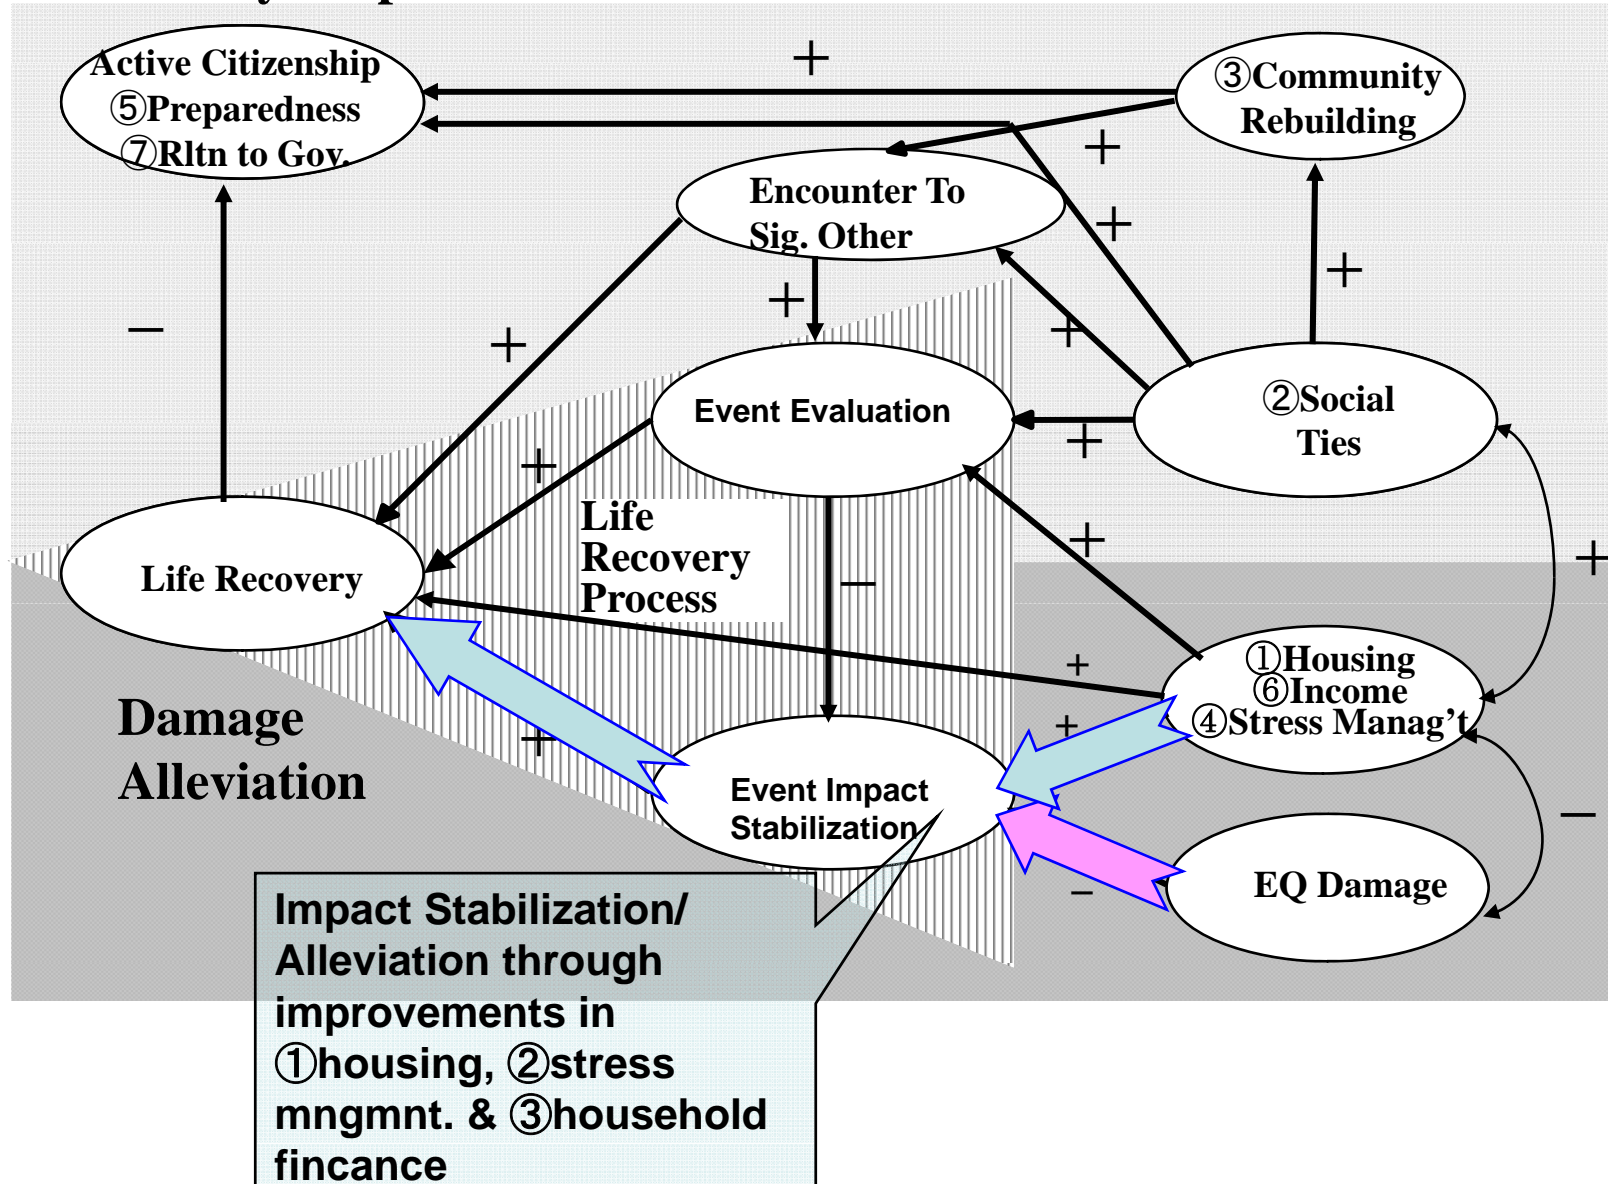 Active Citizenship
⑤Preparedness
⑦Rltn to Gov.
+
③Community
Rebuilding
+
Encounter To
Sig. Other
+
+
+
−
+
+
Event Evaluation
②Social
Ties
+
+
Life
Recovery
Process
+
+
−
Life Recovery
①Housing
⑥Income
④Stress Manag't
+
+
Damage
Alleviation
+
Event Impact
Stabilization
−
EQ Damage
−
Impact Stabilization/
Alleviation through
improvements in
①housing, ②stress
mngmnt. & ③household
fincance